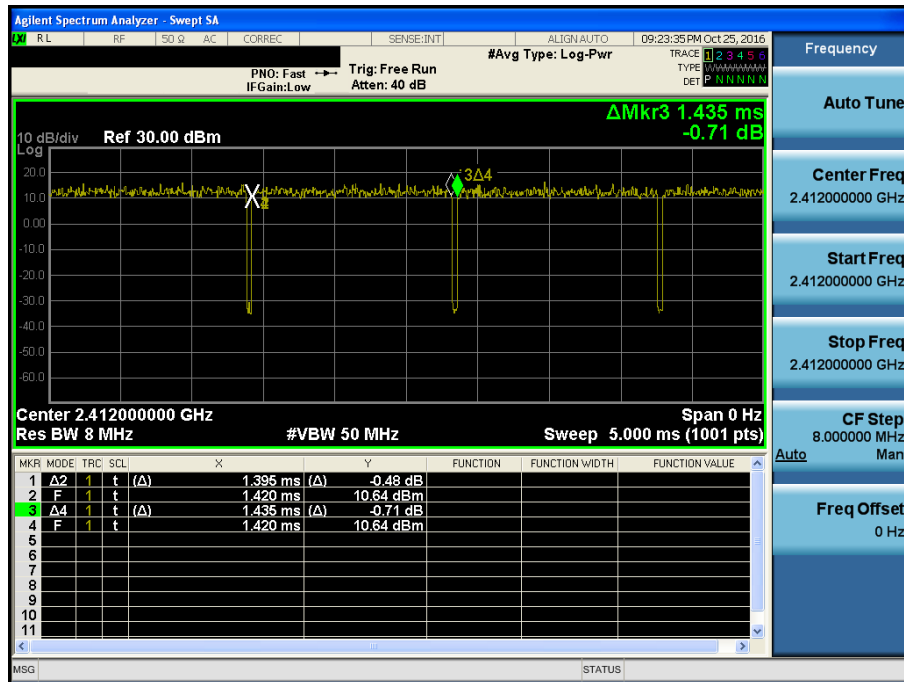 Agilent Spectrum Analyzer - Swept SA
LXI RL RF 50 Ω AC CORREC SENSE:INT ALIGN AUTO 09:23:35 PM Oct 25, 2016
Frequency
#Avg Type: Log-Pwr
TRACE 1 2 3 4 5 6
TYPE WWWWWW
DET P N N N N N
PNO: Fast
Trig: Free Run
IFGain:Low
Atten: 40 dB
Auto Tune
ΔMkr3 1.435 ms
-0.71 dB
10 dB/div Ref 30.00 dBm
Log
3Δ4
20.0
10.0
0.00
-10.0
-20.0
-30.0
-40.0
-50.0
-60.0
Center Freq
2.412000000 GHz
Start Freq
2.412000000 GHz
Stop Freq
2.412000000 GHz
Center 2.412000000 GHz Span 0 Hz
Res BW 8 MHz #VBW 50 MHz Sweep 5.000 ms (1001 pts)
CF Step
8.000000 MHz
Auto Man
MKR MODE TRC SCL X Y FUNCTION FUNCTION WIDTH FUNCTION VALUE
1 Δ2 1 t (Δ) 1.395 ms (Δ) -0.48 dB
2 F 1 t 1.420 ms 10.64 dBm
3 Δ4 1 t (Δ) 1.435 ms (Δ) -0.71 dB
4 F 1 t 1.420 ms 10.64 dBm
5
6
7
8
9
10
11
Freq Offset
0 Hz
MSG STATUS